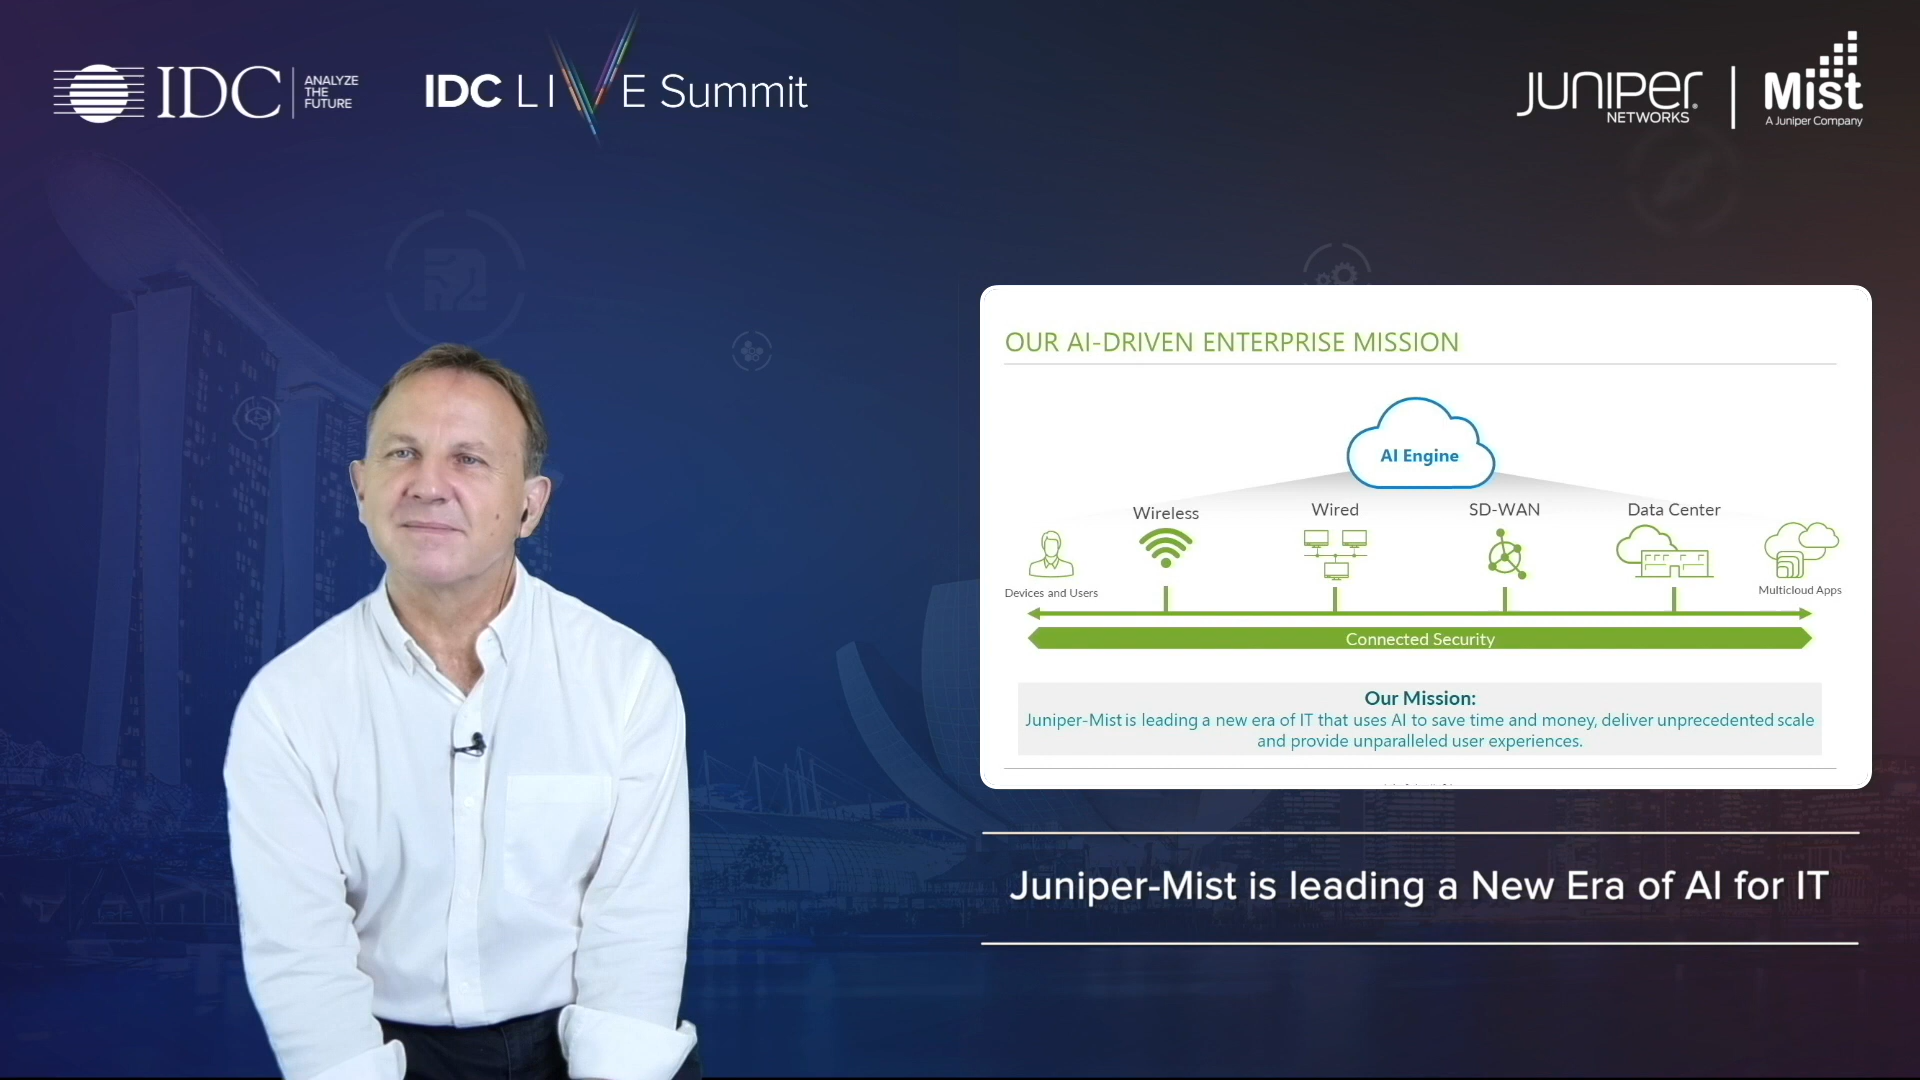 IDC
ANALYZE
THE
FUTURE
IDC LIVE Summit
JUNIPER
NETWORKS
Mist
A Juniper Company
OUR AI-DRIVEN ENTERPRISE MISSION
AI Engine
Wireless
Wired
SD-WAN
Data Center
Devices and Users
Multicloud Apps
Connected Security
Our Mission:
Juniper-Mist is leading a new era of IT that uses AI to save time and money, deliver unprecedented scale
and provide unparalleled user experiences.
Juniper-Mist is leading a New Era of AI for IT